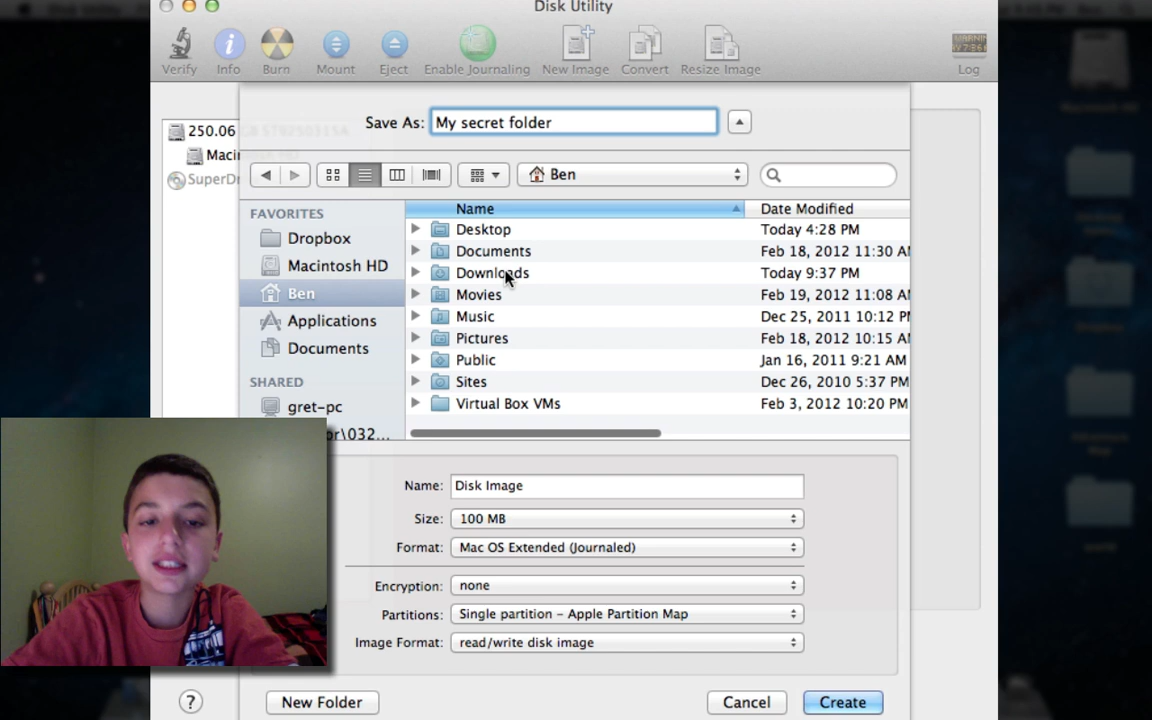 Disk Utility
Verify Info Burn Mount Eject Enable Journaling New Image Convert Resize Image Log
Save As: My secret folder
250.06
Macin
SuperDr
Ben
FAVORITES
Dropbox
Macintosh HD
Ben
Applications
Documents
SHARED
gret-pc
or\032...
Name Date Modified
Desktop Today 4:28 PM
Documents Feb 18, 2012 11:30 AM
Downloads Today 9:37 PM
Movies Feb 19, 2012 11:08 AM
Music Dec 25, 2011 10:12 PM
Pictures Feb 18, 2012 10:15 AM
Public Jan 16, 2011 9:21 AM
Sites Dec 26, 2010 5:37 PM
Virtual Box VMs Feb 3, 2012 10:20 PM
Name: Disk Image
Size: 100 MB
Format: Mac OS Extended (Journaled)
Encryption: none
Partitions: Single partition – Apple Partition Map
Image Format: read/write disk image
? New Folder Cancel Create